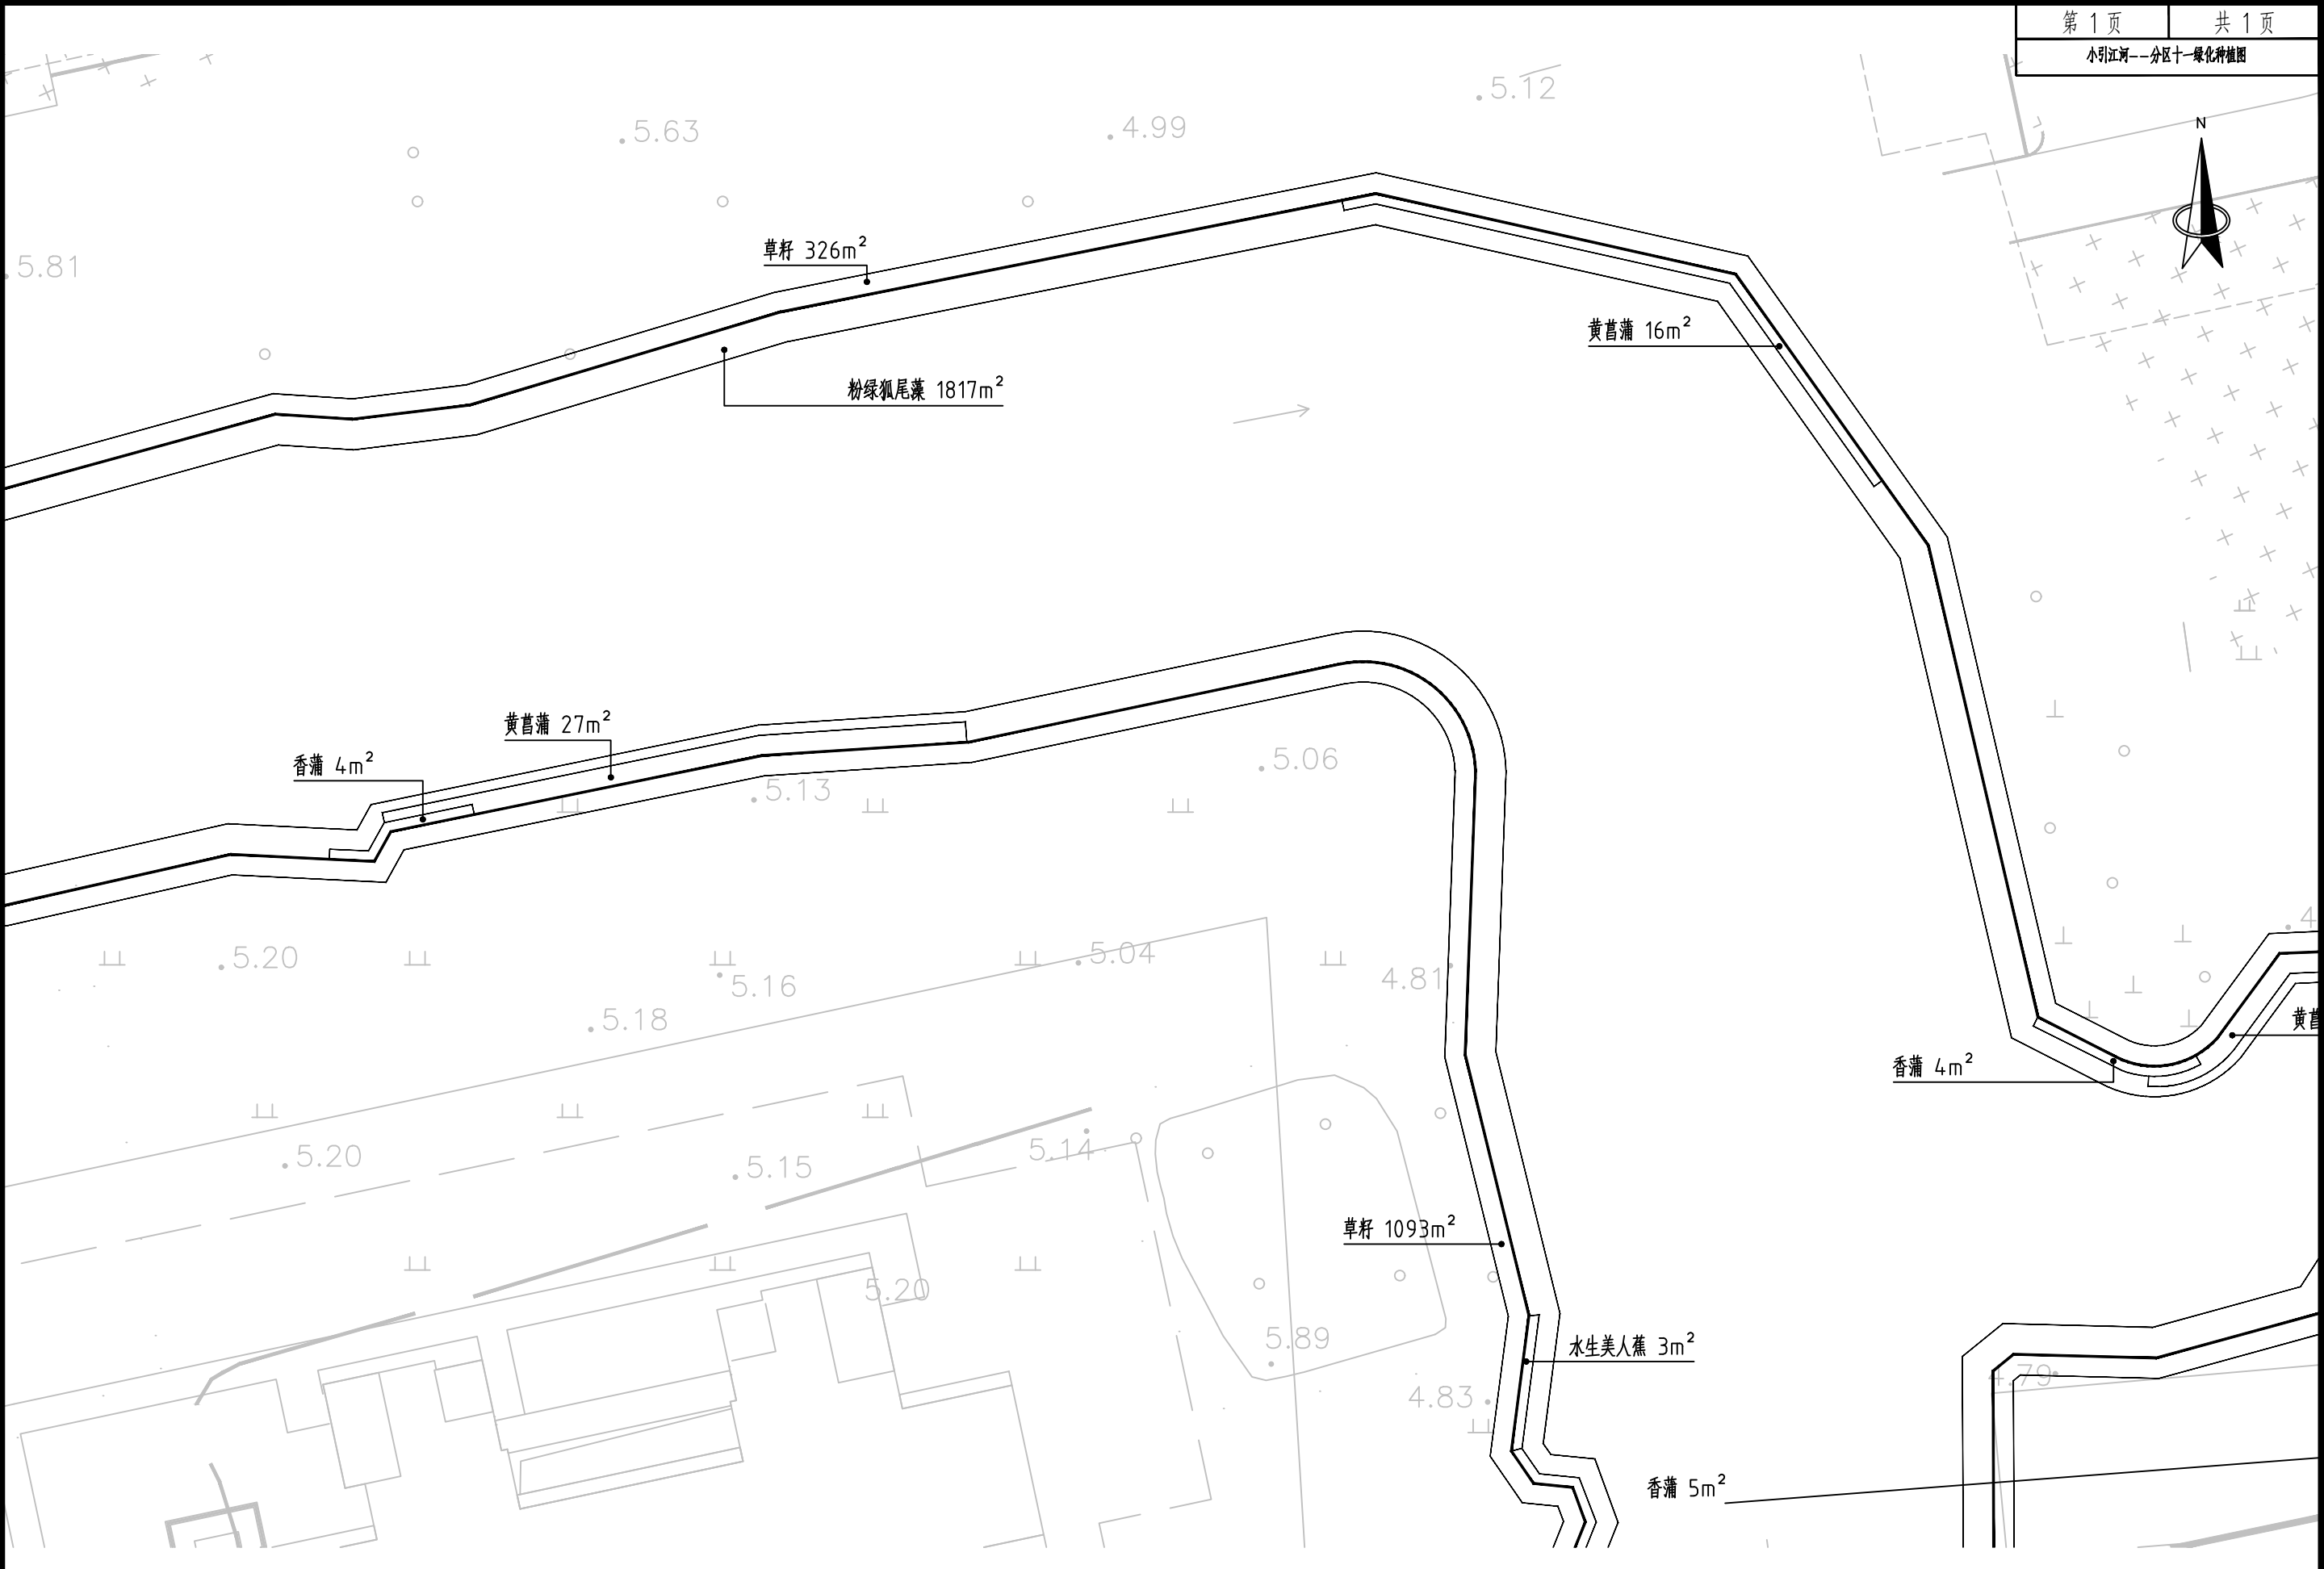 第 1 页 共 1 页
小引江河--分区十一绿化种植图
N
5.12
5.63
4.99
5.81
草籽 326m²
黄菖蒲 16m²
粉绿狐尾藻 1817m²
黄菖蒲 27m²
香蒲 4m²
5.06
5.13
5.20
5.04
5.16
4.81
5.18
黄菖
香蒲 4m²
5.20
5.15
5.14
草籽 1093m²
5.20
5.89
水生美人蕉 3m²
4.79
4.83
香蒲 5m²